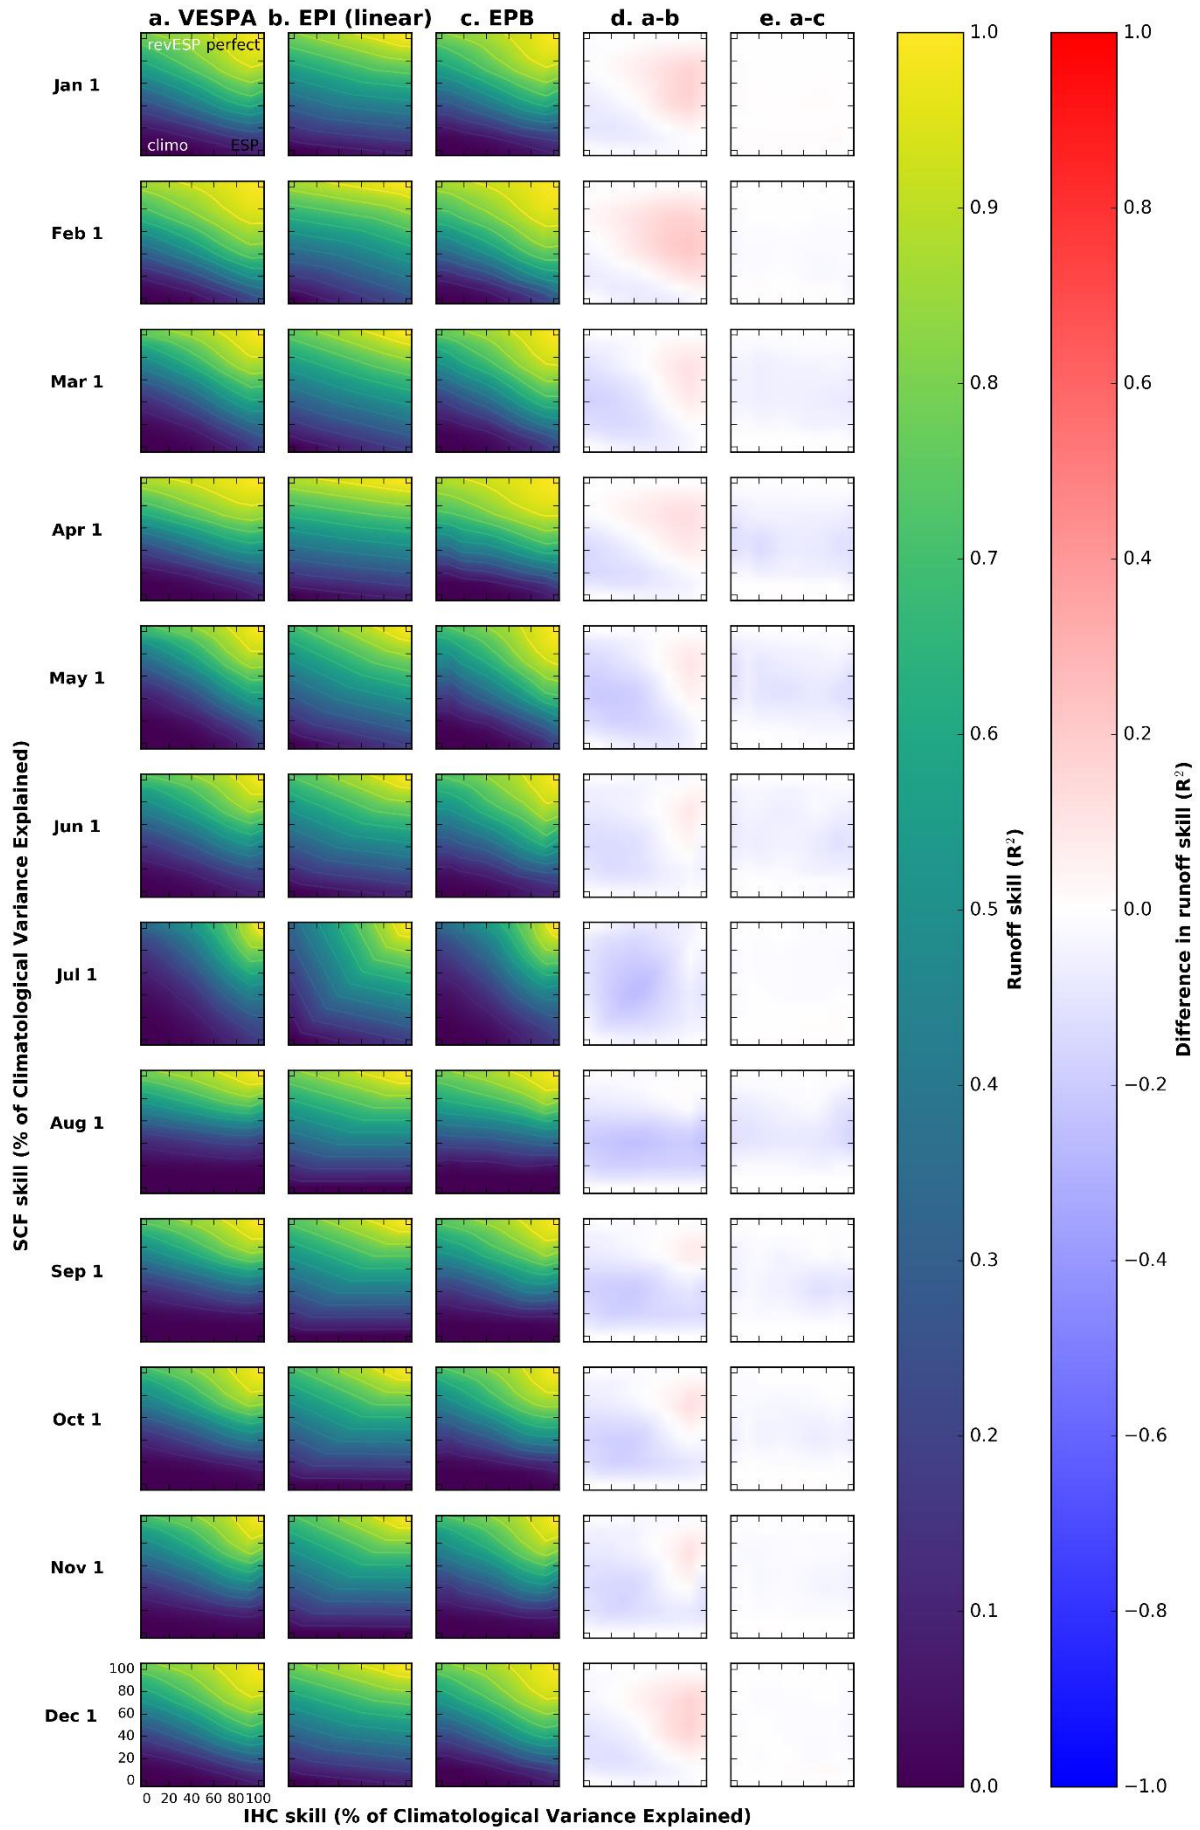 a. VESPA b. EPI (linear) c. EPB d. a-b e. a-c
revESP perfect
climo ESP
Jan 1
Feb 1
Mar 1
Apr 1
May 1
Jun 1
Jul 1
Aug 1
Sep 1
Oct 1
Nov 1
Dec 1
SCF skill (% of Climatological Variance Explained)
100
80
60
40
20
0
0 20 40 60 80 100
IHC skill (% of Climatological Variance Explained)
1.0
0.9
0.8
0.7
0.6
0.5
0.4
0.3
0.2
0.1
0.0
Runoff skill (R²)
1.0
0.8
0.6
0.4
0.2
0.0
−0.2
−0.4
−0.6
−0.8
−1.0
Difference in runoff skill (R²)